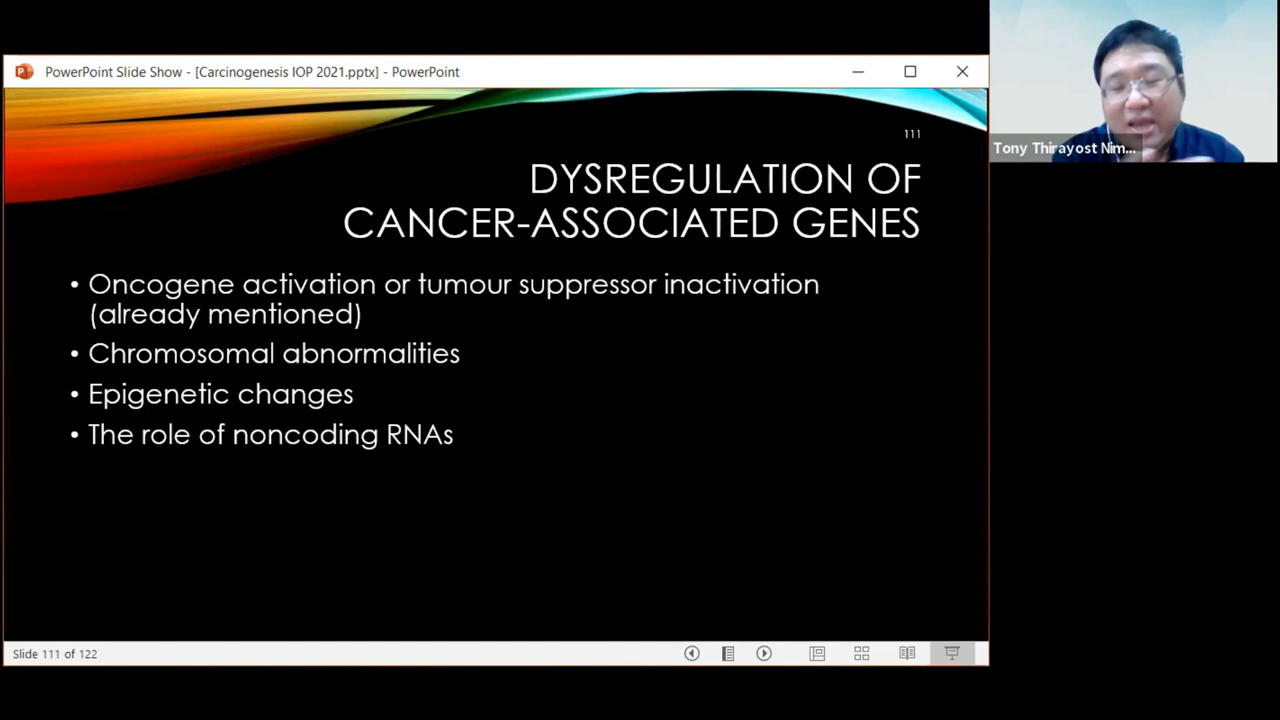 PowerPoint Slide Show - [Carcinogenesis IOP 2021.pptx] - PowerPoint
Tony Thirayost Nim...
111
DYSREGULATION OF
CANCER-ASSOCIATED GENES
• Oncogene activation or tumour suppressor inactivation
(already mentioned)
• Chromosomal abnormalities
• Epigenetic changes
• The role of noncoding RNAs
Slide 111 of 122